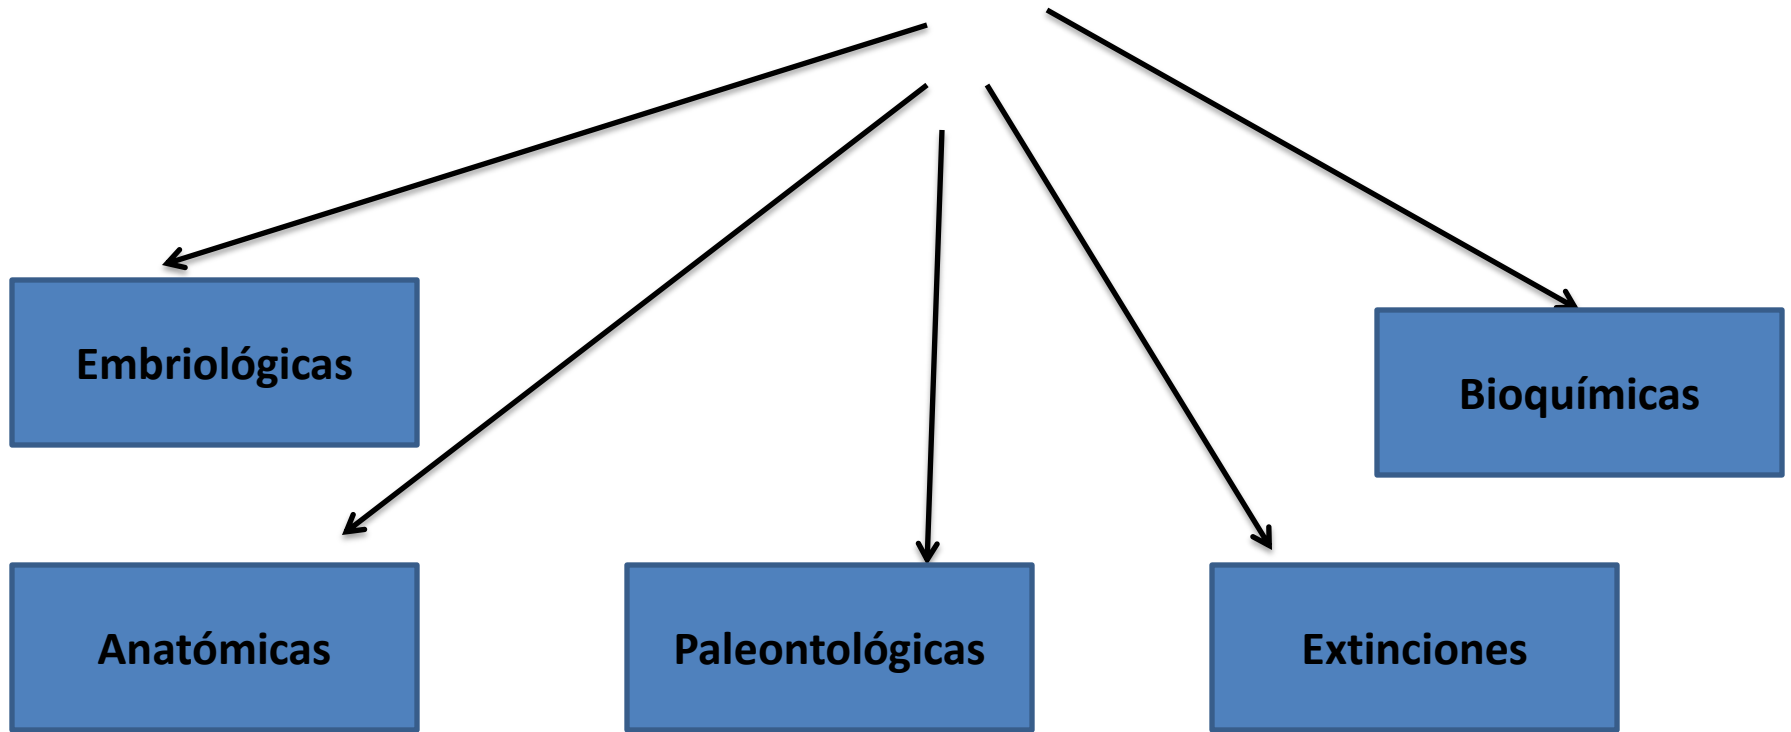 Embriológicas
Bioquímicas
Anatómicas
Paleontológicas
Extinciones